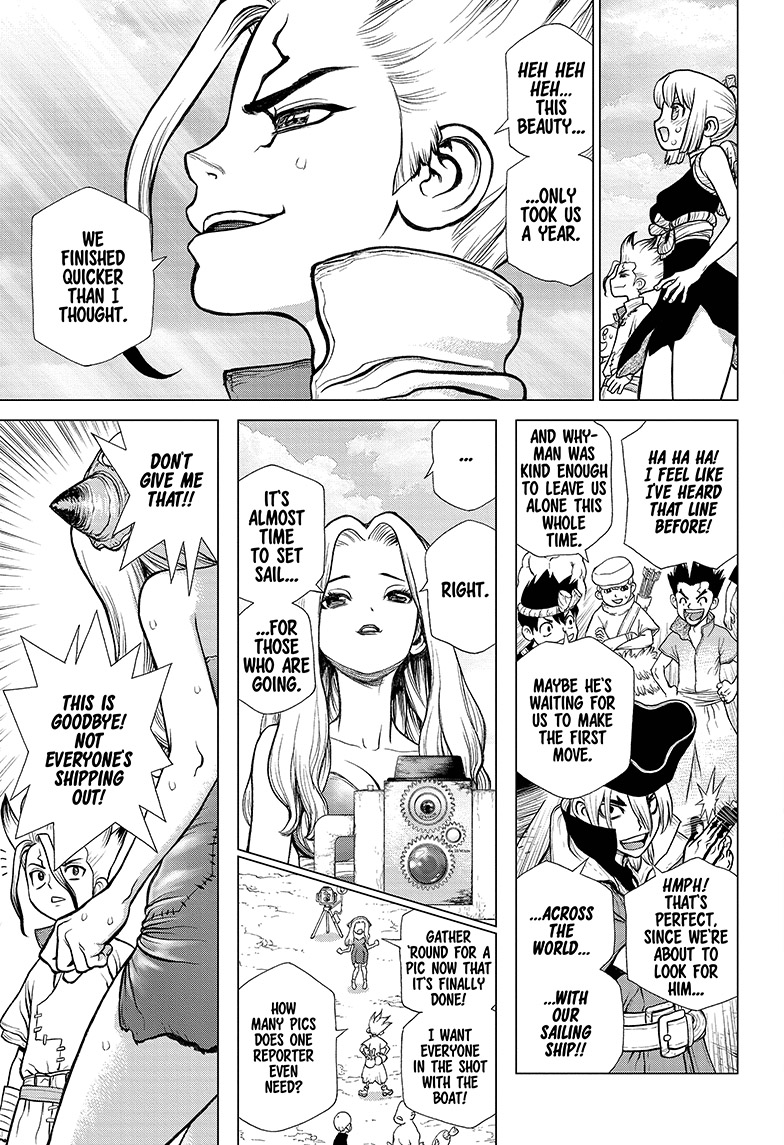 HEH HEH
HEH...
THIS
BEAUTY...
...ONLY
TOOK US
A YEAR.
WE
FINISHED
QUICKER
THAN I
THOUGHT.
HA HA HA!
I FEEL LIKE
I'VE HEARD
THAT LINE
BEFORE!
AND WHY-
MAN WAS
KIND ENOUGH
TO LEAVE US
ALONE THIS
WHOLE
TIME.
MAYBE HE'S
WAITING FOR
US TO MAKE
THE FIRST
MOVE.
HMPH!
THAT'S
PERFECT,
SINCE WE'RE
ABOUT TO
LOOK FOR
HIM...
...ACROSS
THE
WORLD...
...WITH
OUR
SAILING
SHIP!!
...
RIGHT.
IT'S
ALMOST
TIME
TO SET
SAIL...
...FOR
THOSE
WHO ARE
GOING.
GATHER
'ROUND FOR A
PIC NOW THAT
IT'S FINALLY
DONE!
I WANT
EVERYONE
IN THE SHOT
WITH THE
BOAT!
HOW
MANY PICS
DOES ONE
REPORTER
EVEN
NEED?
DON'T
GIVE ME
THAT!!
THIS IS
GOODBYE!
NOT
EVERYONE'S
SHIPPING
OUT!